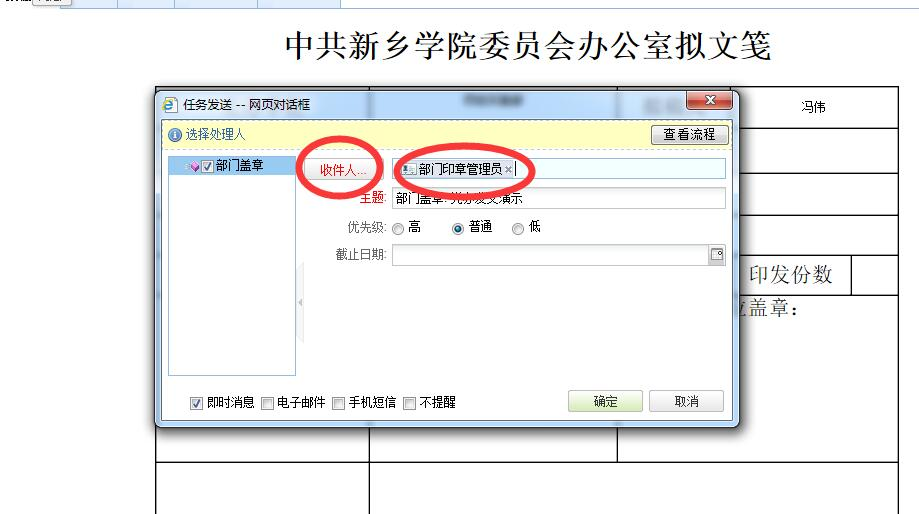 中共新乡学院委员会办公室拟文笺
任务发送 -- 网页对话框
冯伟
选择处理人
查看流程
部门盖章
收件人...
部门印章管理员
主题:
部门盖章:
发文演示
优先级:
高
普通
低
截止日期:
印发份数
盖章：
即时消息
电子邮件
手机短信
不提醒
确定
取消